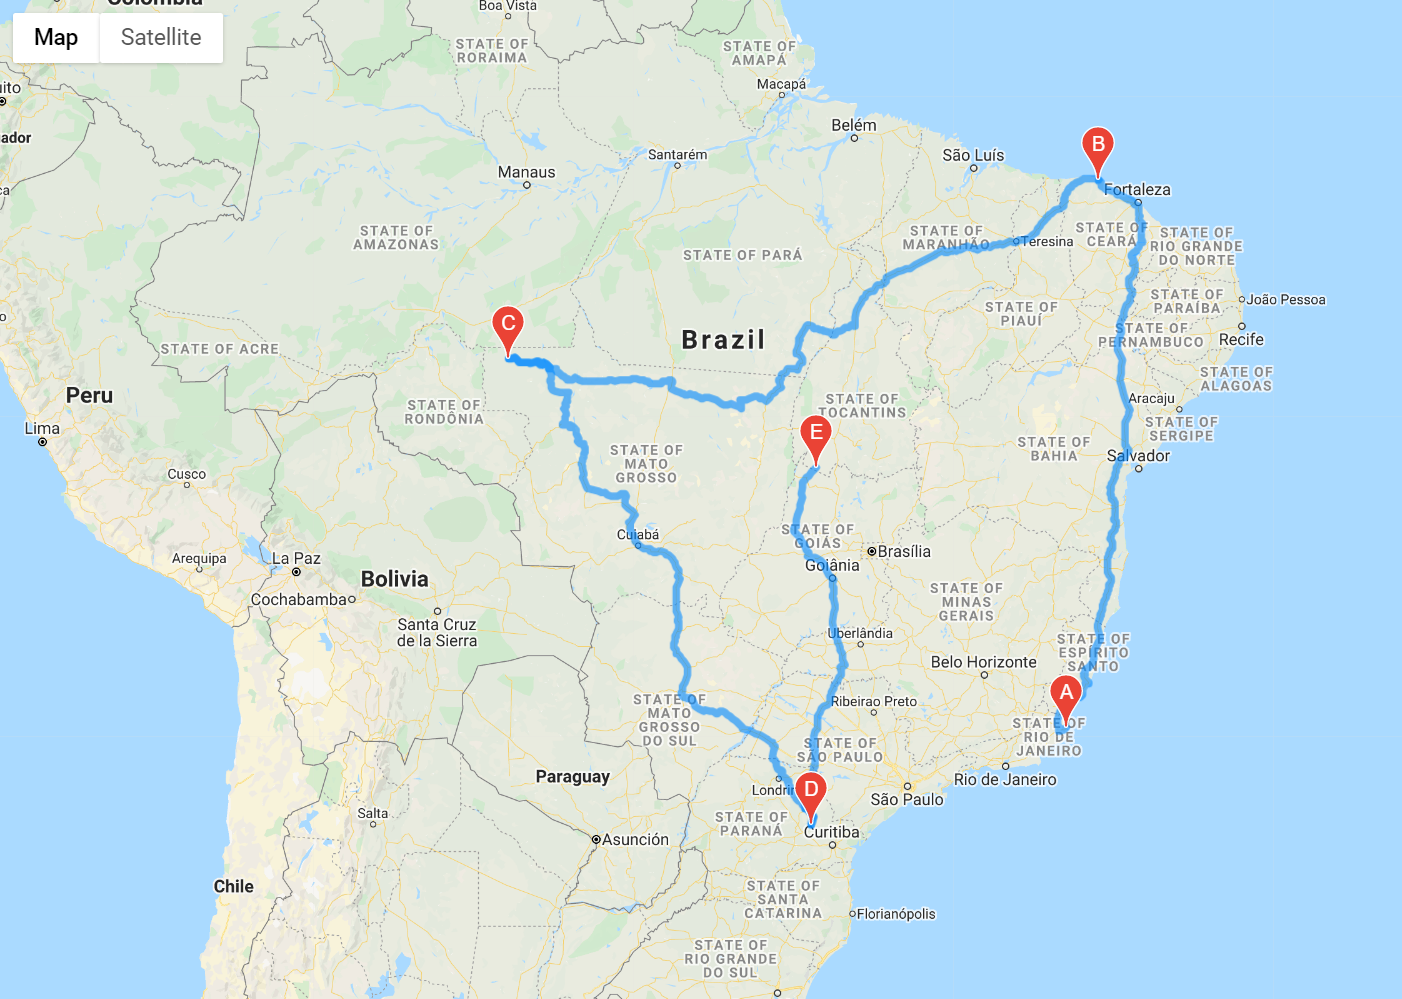 Colombia
Boa Vista
Map
Satellite
STATE OF
RORAIMA
STATE OF
AMAPÁ
Macapá
uito
ador
Belém
B
São Luís
Santarém
Manaus
ca
Fortaleza
STATE OF
AMAZONAS
STATE OF
MARANHÃO
Teresina
STATE OF
CEARÁ
STATE OF
RIO GRANDE
DO NORTE
STATE OF PARÁ
STATE OF
PARAÍBA
João Pessoa
STATE OF
PIAUÍ
C
o
STATE OF
PERNAMBUCO
Recife
Brazil
STATE OF ACRE
STATE OF
ALAGOAS
Peru
STATE OF
RONDÔNIA
STATE OF
TOCANTINS
Aracaju
STATE OF
SERGIPE
Lima
E
STATE OF
BAHIA
Salvador
STATE OF
MATO
GROSSO
Cusco
Cuiabá
STATE OF
GOIÁS
Brasília
Arequipa
La Paz
Goiânia
Bolivia
Cochabamba
STATE OF
MINAS
GERAIS
Santa Cruz
de la Sierra
Uberlândia
STATE OF
ESPÍRITO
SANTO
Belo Horizonte
A
Ribeirao Preto
STATE OF
MATO
GROSSO
DO SUL
STATE OF
RIO DE
JANEIRO
STATE OF
SÃO PAULO
Paraguay
Rio de Janeiro
Londrin
D
São Paulo
Salta
STATE OF
PARANÁ
Curitiba
Asunción
Chile
STATE OF
SANTA
CATARINA
Florianópolis
STATE OF
RIO GRANDE
DO SUL